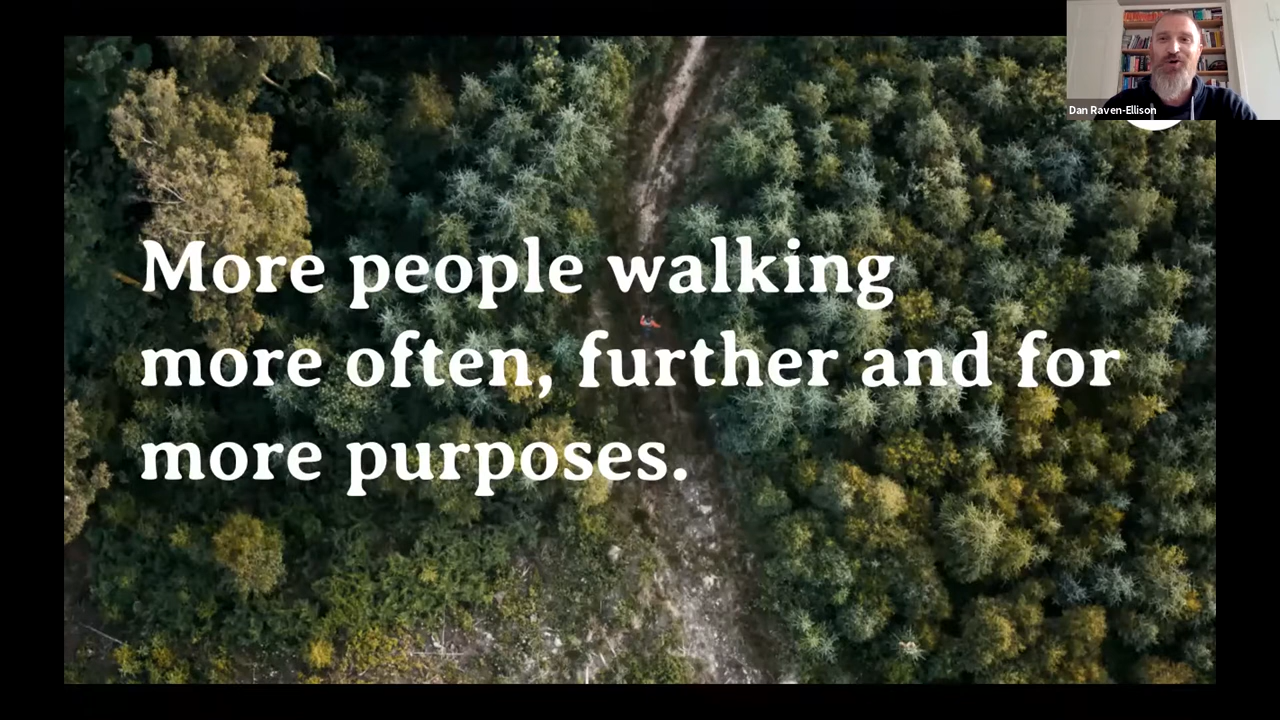 Dan Raven-Ellison
More people walking
more often, further and for
more purposes.